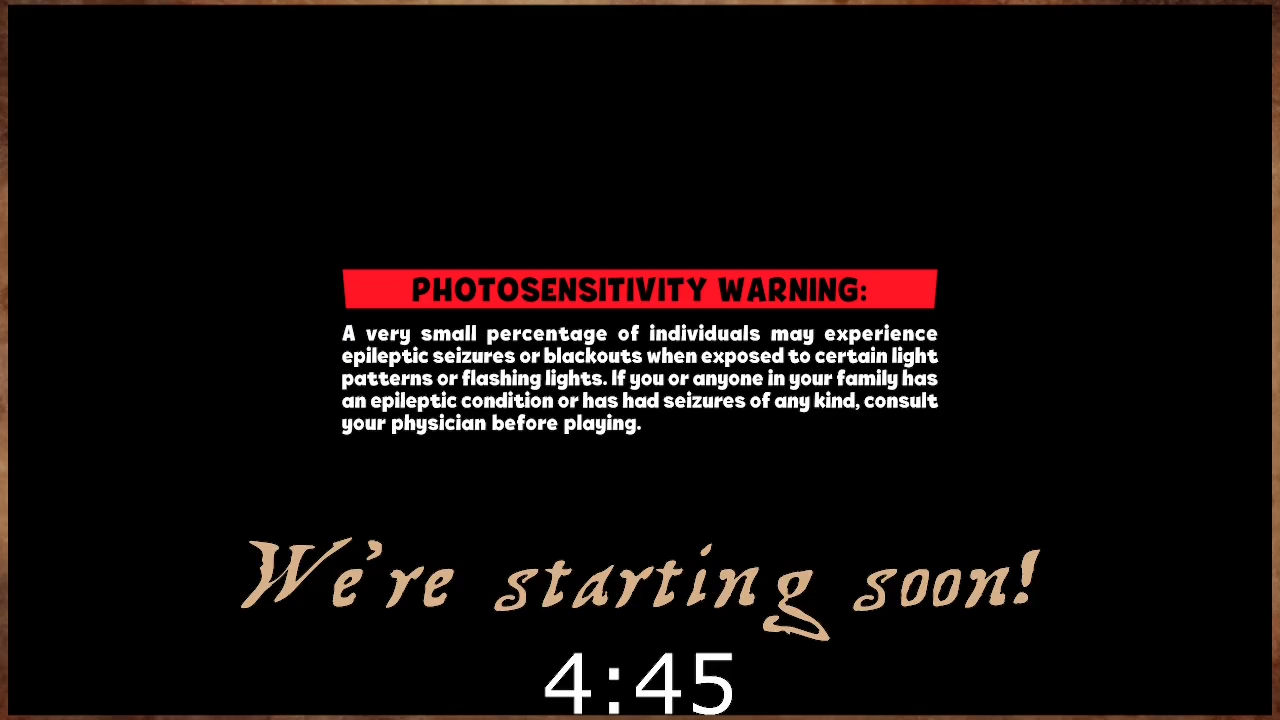 PHOTOSENSITIVITY WARNING:
A very small percentage of individuals may experience
epileptic seizures or blackouts when exposed to certain light
patterns or flashing lights. If you or anyone in your family has
an epileptic condition or has had seizures of any kind, consult
your physician before playing.
We're starting soon!
4:45